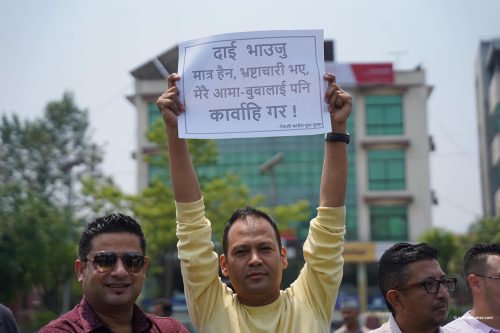 दाई भाउजु
मात्र हैन, भ्रष्टाचारी भए,
मेरै आमा-बुबालाई पनि
कार्वाहि गर !